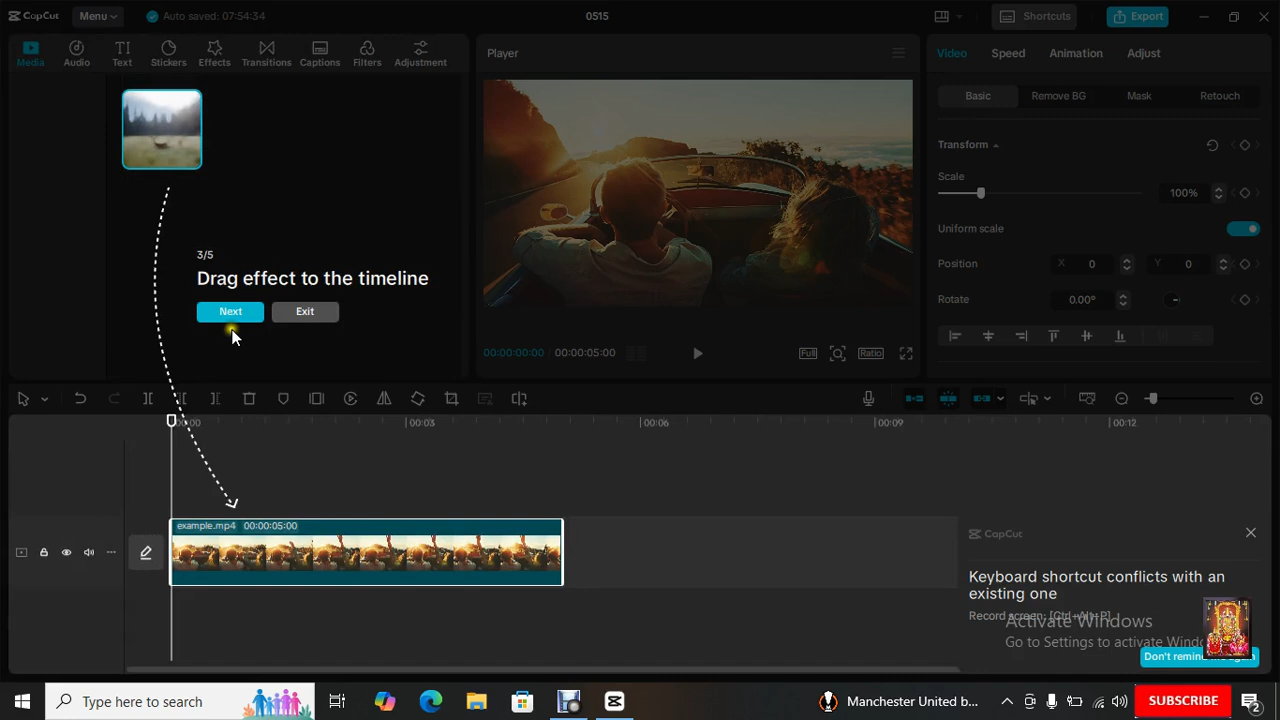 CapCut
Menu
Auto saved: 07:54:34
0515
Shortcuts
Export
Media
Audio
Text
Stickers
Effects
Transitions
Captions
Filters
Adjustment
Player
Video
Speed
Animation
Adjust
Basic
Remove BG
Mask
Retouch
Transform
Scale
100%
Uniform scale
Position
X 0
Y 0
Rotate
0.00°
3/5
Drag effect to the timeline
Next
Exit
00:00:00:00
00:00:05:00
Full
Ratio
00:00
00:03
00:06
00:09
00:12
example.mp4 00:00:05:00
CapCut
Keyboard shortcut conflicts with an
existing one
Record screen: [Ctrl+Alt+P]
Activate Windows
Go to Settings to activate
Don't remind
Type here to search
Manchester United b...
SUBSCRIBE
2